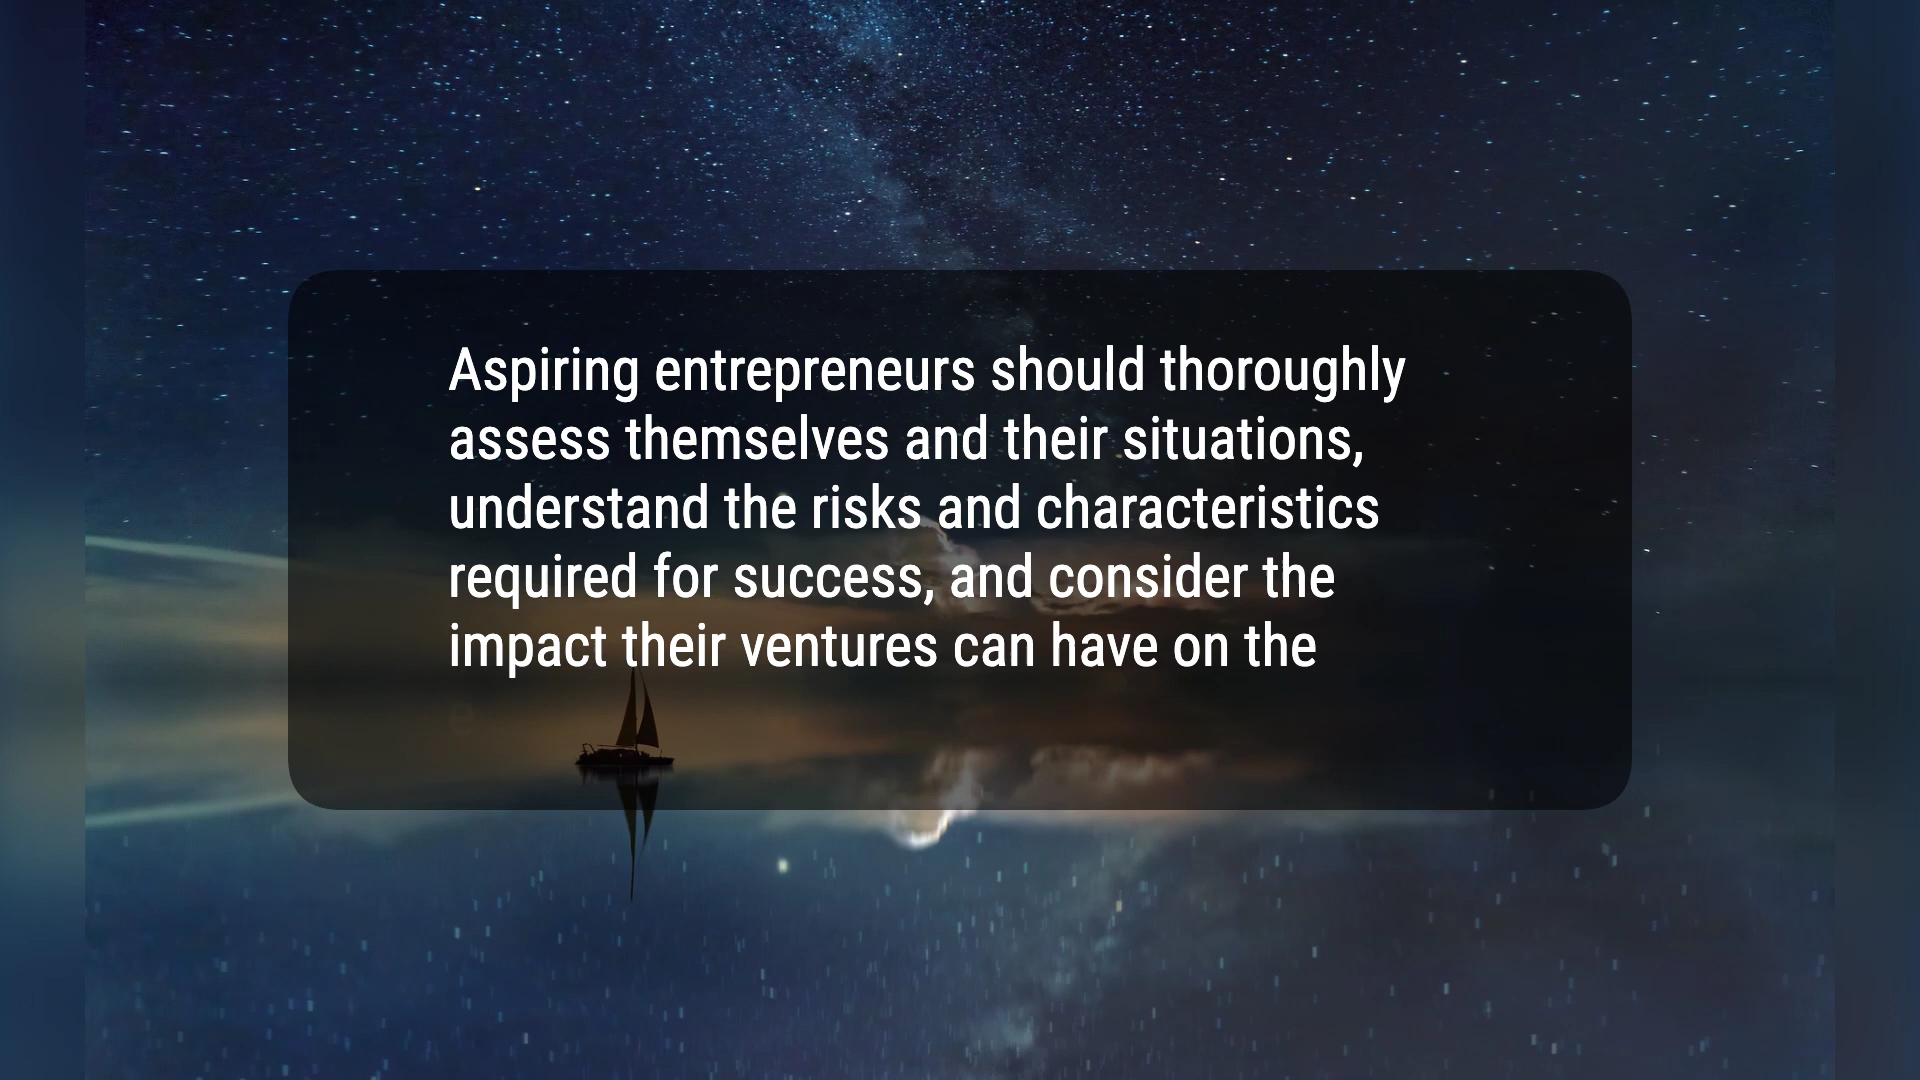 Aspiring entrepreneurs should thoroughly
assess themselves and their situations,
understand the risks and characteristics
required for success, and consider the
impact their ventures can have on the